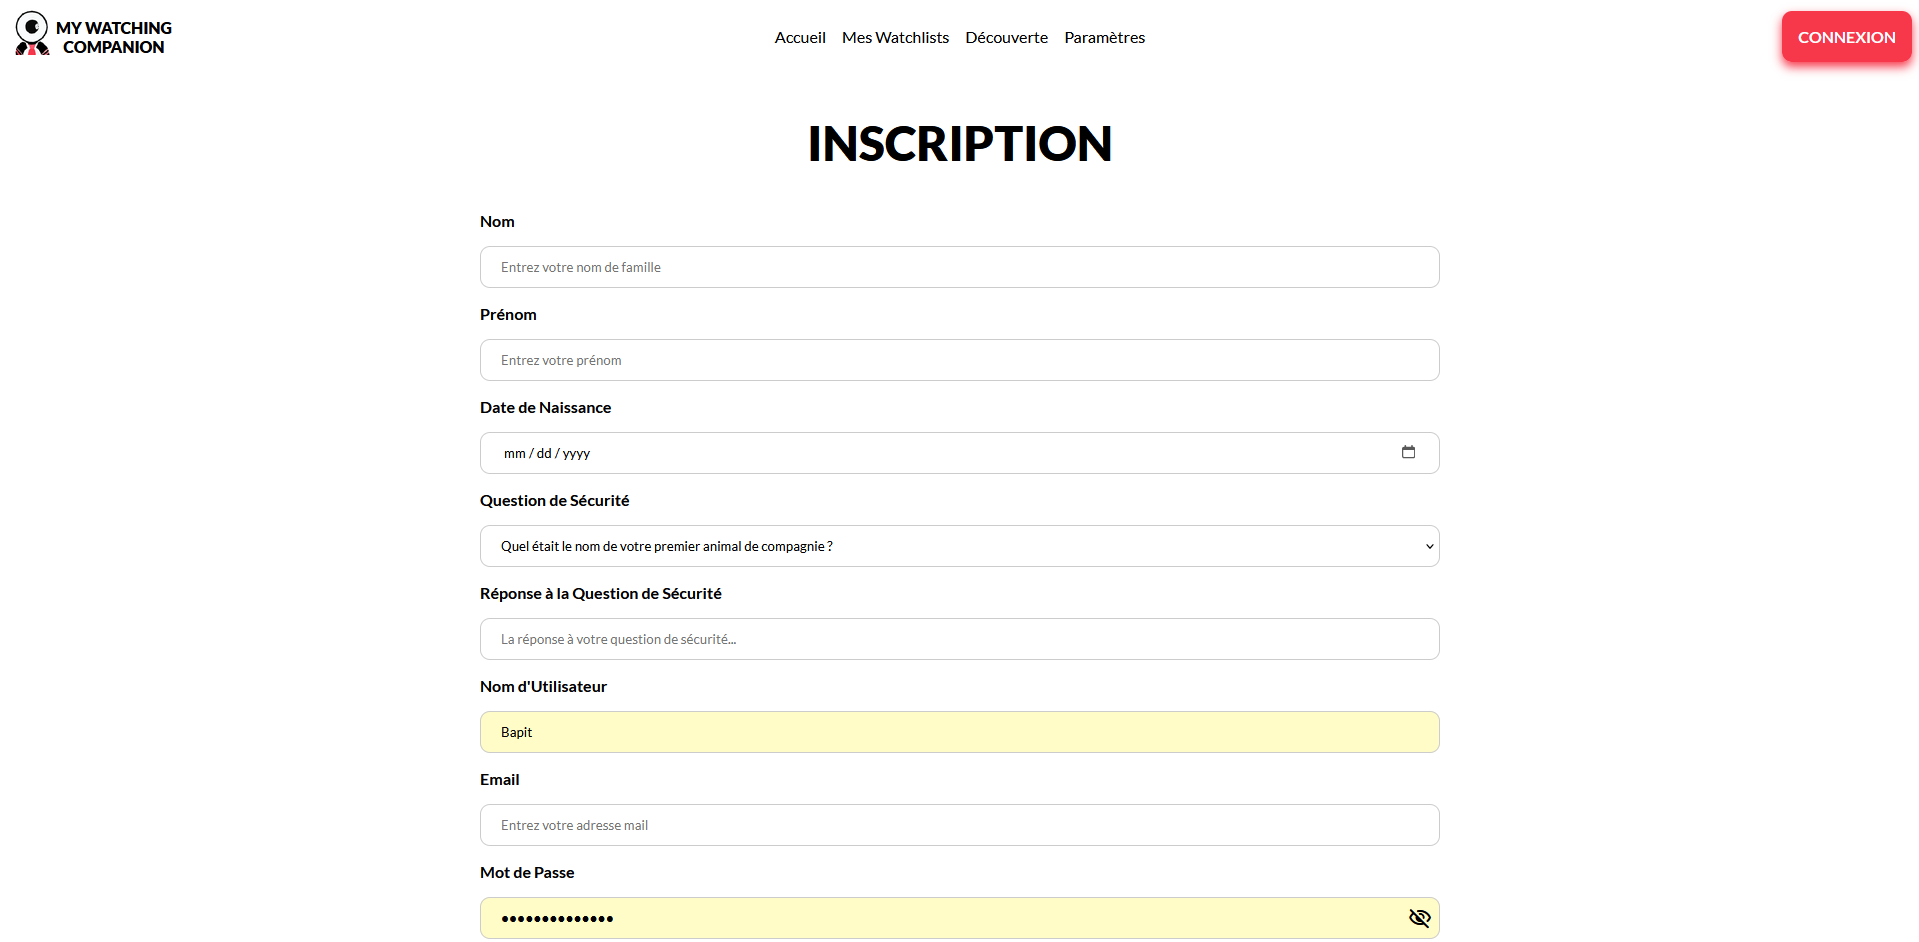 MY WATCHING
COMPANION
Accueil Mes Watchlists Découverte Paramètres
CONNEXION
INSCRIPTION
Nom
Entrez votre nom de famille
Prénom
Entrez votre prénom
Date de Naissance
mm / dd / yyyy
Question de Sécurité
Quel était le nom de votre premier animal de compagnie ?
Réponse à la Question de Sécurité
La réponse à votre question de sécurité...
Nom d'Utilisateur
Bapit
Email
Entrez votre adresse mail
Mot de Passe
••••••••••••••